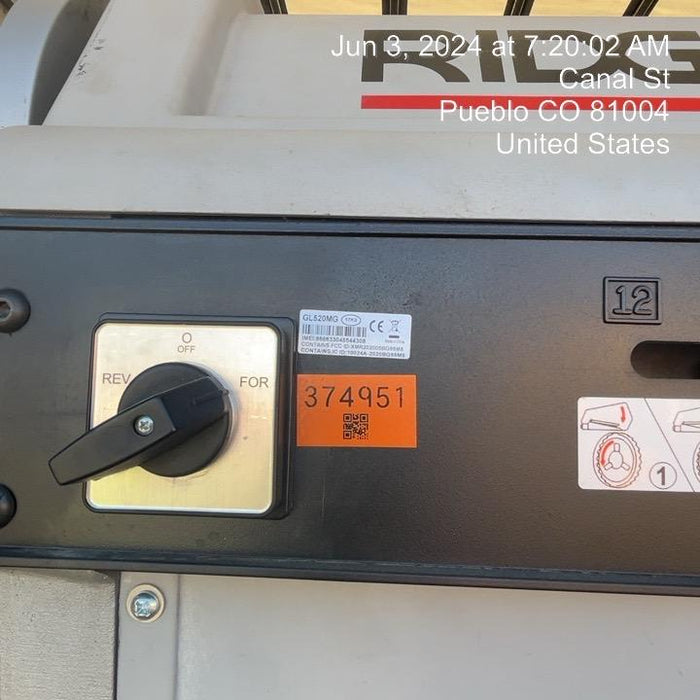 Jun 3, 2024 at 7:20:02 AM
Canal St
Pueblo CO 81004
United States
RIDG
12
GL520MG
CE
O
OFF
REV
FOR
374951
1